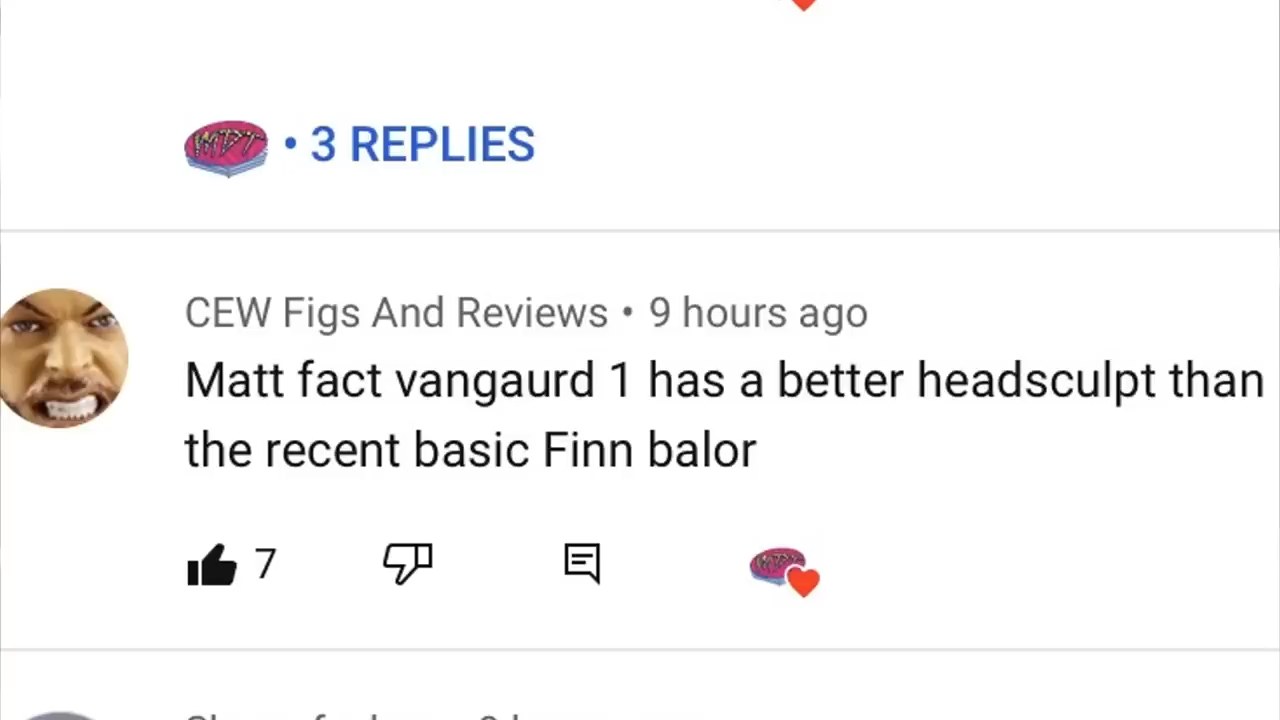 MDT • 3 REPLIES
CEW Figs And Reviews • 9 hours ago
Matt fact vangaurd 1 has a better headsculpt than
the recent basic Finn balor
7